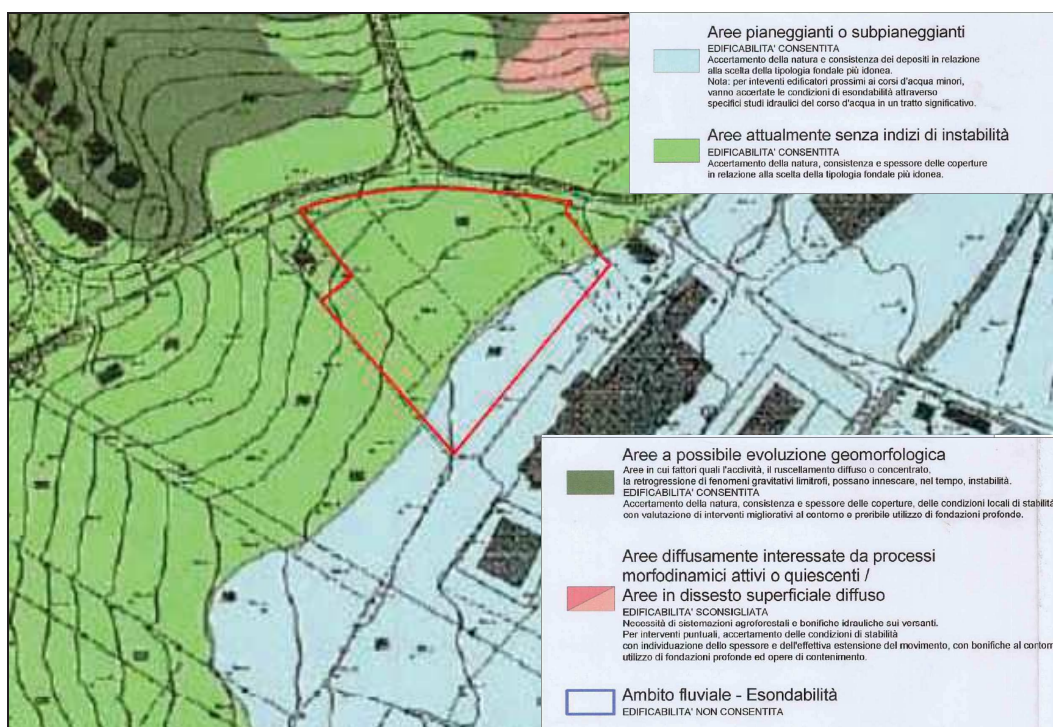 Aree pianeggianti o subpianeggianti
EDIFICABILITA' CONSENTITA
Accertamento della natura e consistenza dei depositi in relazione
alla scelta della tipologia fondale più idonea.
Nota: per inteventi edificatori prossimi ai corsi d'acqua minori,
vanno accertate le condizioni di esondabilità attraverso
specifici studi idraulici del corso d'acqua in un tratto significativo.
Aree attualmente senza indizi di instabilità
EDIFICABILITA' CONSENTITA
Accertamento della natura, consistenza e spessore delle coperture
in relazione alla scelta della tipologia fondale più idonea.
Aree a possibile evoluzione geomorfologica
Aree in cui fattori quali l'acclività, il ruscellamento diffuso o concentrato,
la retrogressione di fenomeni gravitativi limitrofi, possano innescare, nel tempo, instabilità.
EDIFICABILITA' CONSENTITA
Accertamento della natura, consistenza e spessore delle coperture, delle condizioni locali di stabilità
con valutazione di interventi migliorativi al contorno e preribile utilizzo di fondazioni profonde.
Aree diffusamente interessate da processi
morfodinamici attivi o quiescenti /
Aree in dissesto superficiale diffuso
EDIFICABILITA' SCONSIGLIATA
Necessità di sistemazioni agroforestali e bonifiche idrauliche sui versanti.
Per interventi puntuali, accertamento delle condizioni di stabilità
con individuazione dello spessore e dell'effettiva estensione del movimento, con bonifiche al contorn
utilizzo di fondazioni profonde ed opere di contenimento.
Ambito fluviale - Esondabilità
EDIFICABILITA' NON CONSENTITA